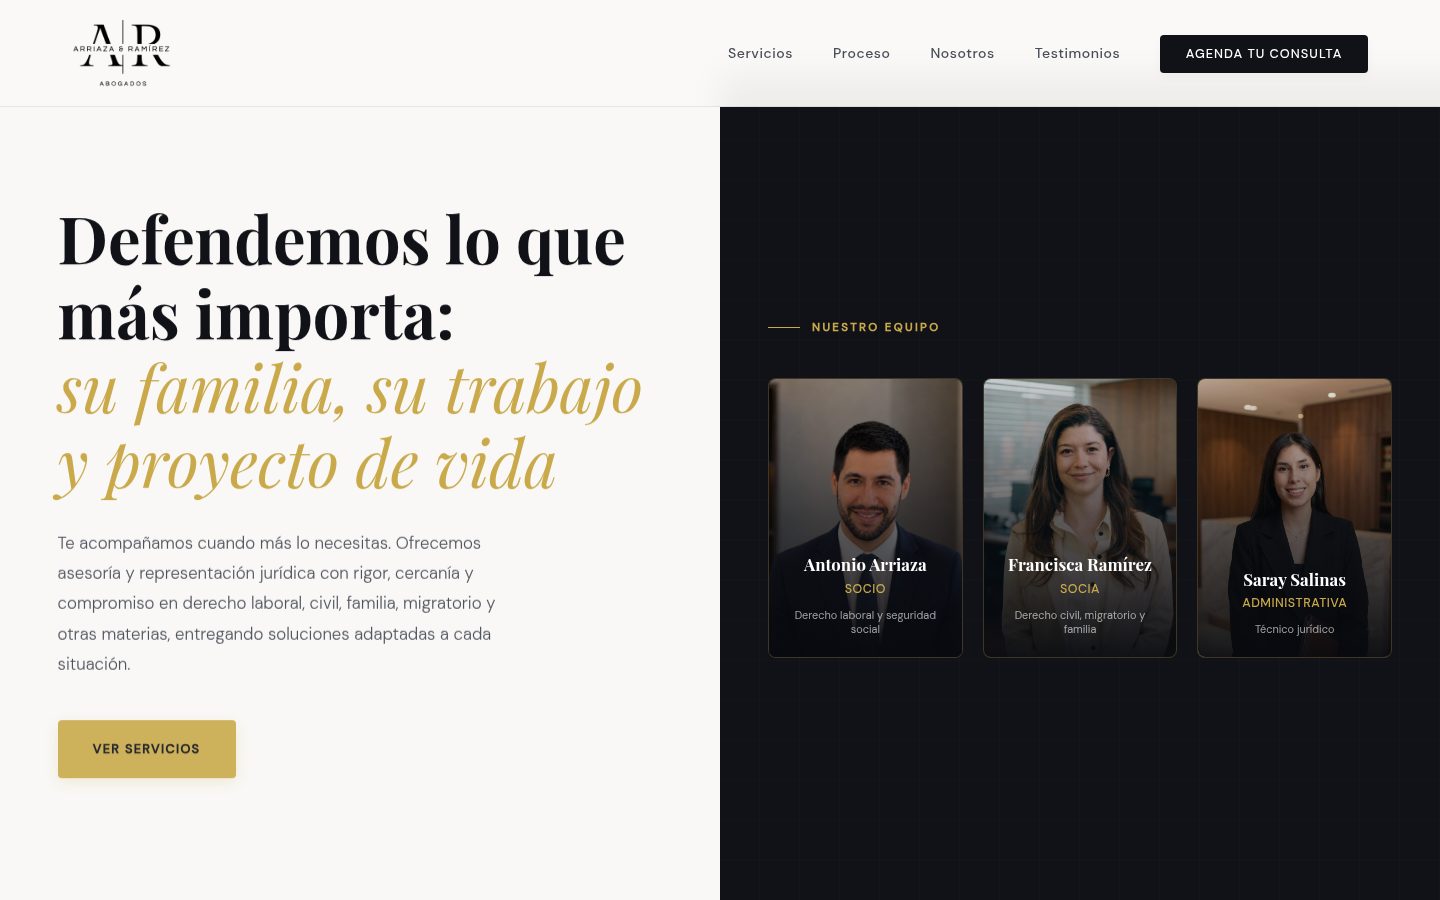 A|R
ARRIAZA & RAMÍREZ
ABOGADOS
Servicios
Proceso
Nosotros
Testimonios
AGENDA TU CONSULTA
Defendemos lo que
más importa:
su familia, su trabajo
y proyecto de vida
Te acompañamos cuando más lo necesitas. Ofrecemos
asesoría y representación jurídica con rigor, cercanía y
compromiso en derecho laboral, civil, familia, migratorio y
otras materias, entregando soluciones adaptadas a cada
situación.
VER SERVICIOS
NUESTRO EQUIPO
Antonio Arriaza
SOCIO
Derecho laboral y seguridad
social
Francisca Ramírez
SOCIA
Derecho civil, migratorio y
familia
Saray Salinas
ADMINISTRATIVA
Técnico jurídico